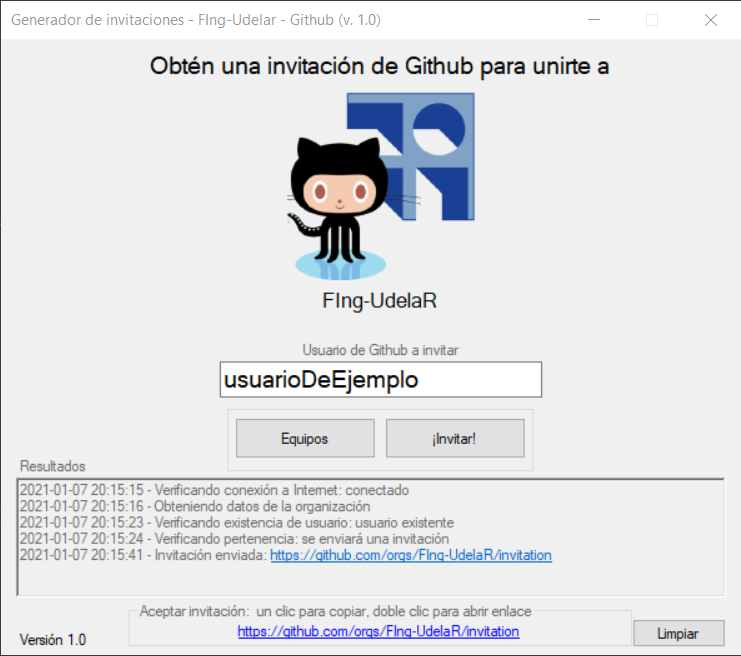 Generador de invitaciones - FIng-Udelar - Github (v. 1.0)
Obtén una invitación de Github para unirte a
FIng-UdelaR
Usuario de Github a invitar
usuarioDeEjemplo
Equipos
¡Invitar!
Resultados
2021-01-07 20:15:15 - Verificando conexión a Internet: conectado
2021-01-07 20:15:16 - Obteniendo datos de la organización
2021-01-07 20:15:23 - Verificando existencia de usuario: usuario existente
2021-01-07 20:15:24 - Verificando pertenencia: se enviará una invitación
2021-01-07 20:15:41 - Invitación enviada: https://github.com/orgs/FIng-UdelaR/invitation
Aceptar invitación:  un clic para copiar, doble clic para abrir enlace
https://github.com/orgs/FIng-UdelaR/invitation
Versión 1.0
Limpiar